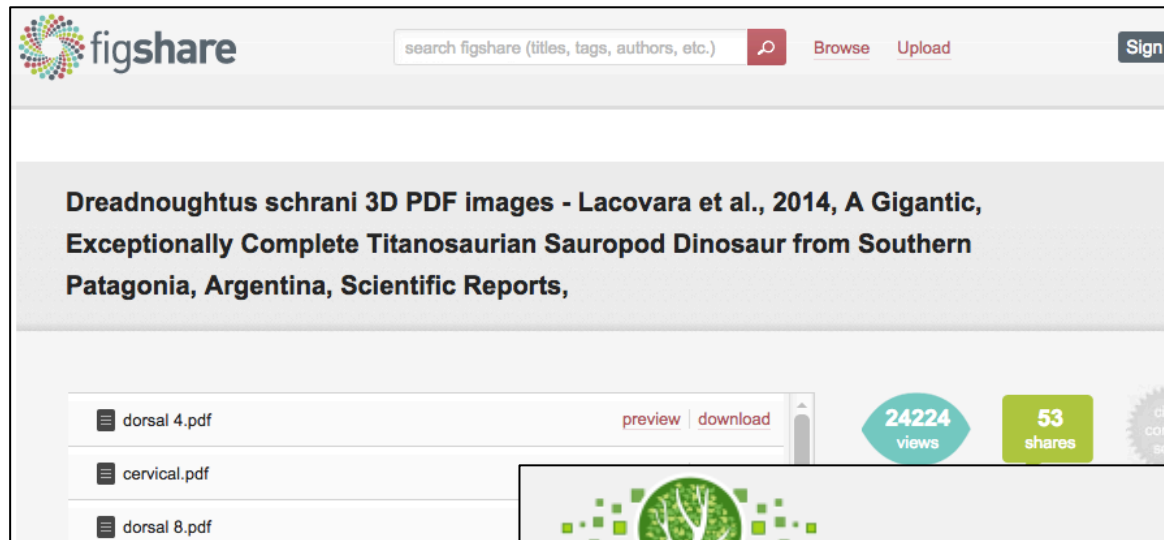 figshare
search figshare (titles, tags, authors, etc.) Browse Upload Sign
Dreadnoughtus schrani 3D PDF images - Lacovara et al., 2014, A Gigantic,
Exceptionally Complete Titanosaurian Sauropod Dinosaur from Southern
Patagonia, Argentina, Scientific Reports,
dorsal 4.pdf preview download
24224
views
53
shares
cervical.pdf
dorsal 8.pdf